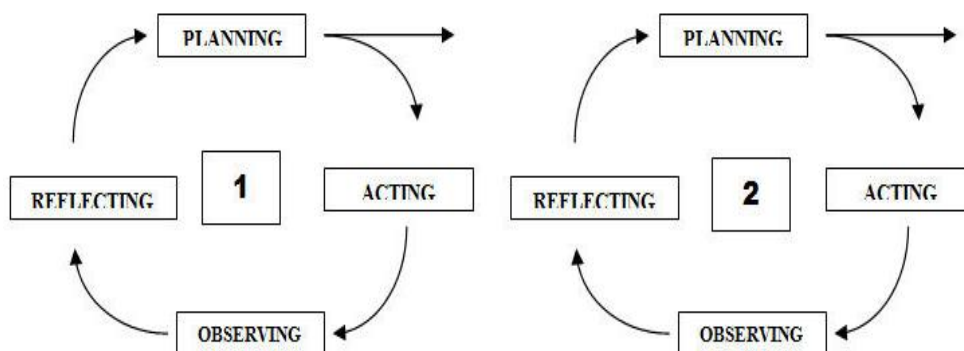 PLANNING
PLANNING
REFLECTING
1
ACTING
REFLECTING
2
ACTING
OBSERVING
OBSERVING